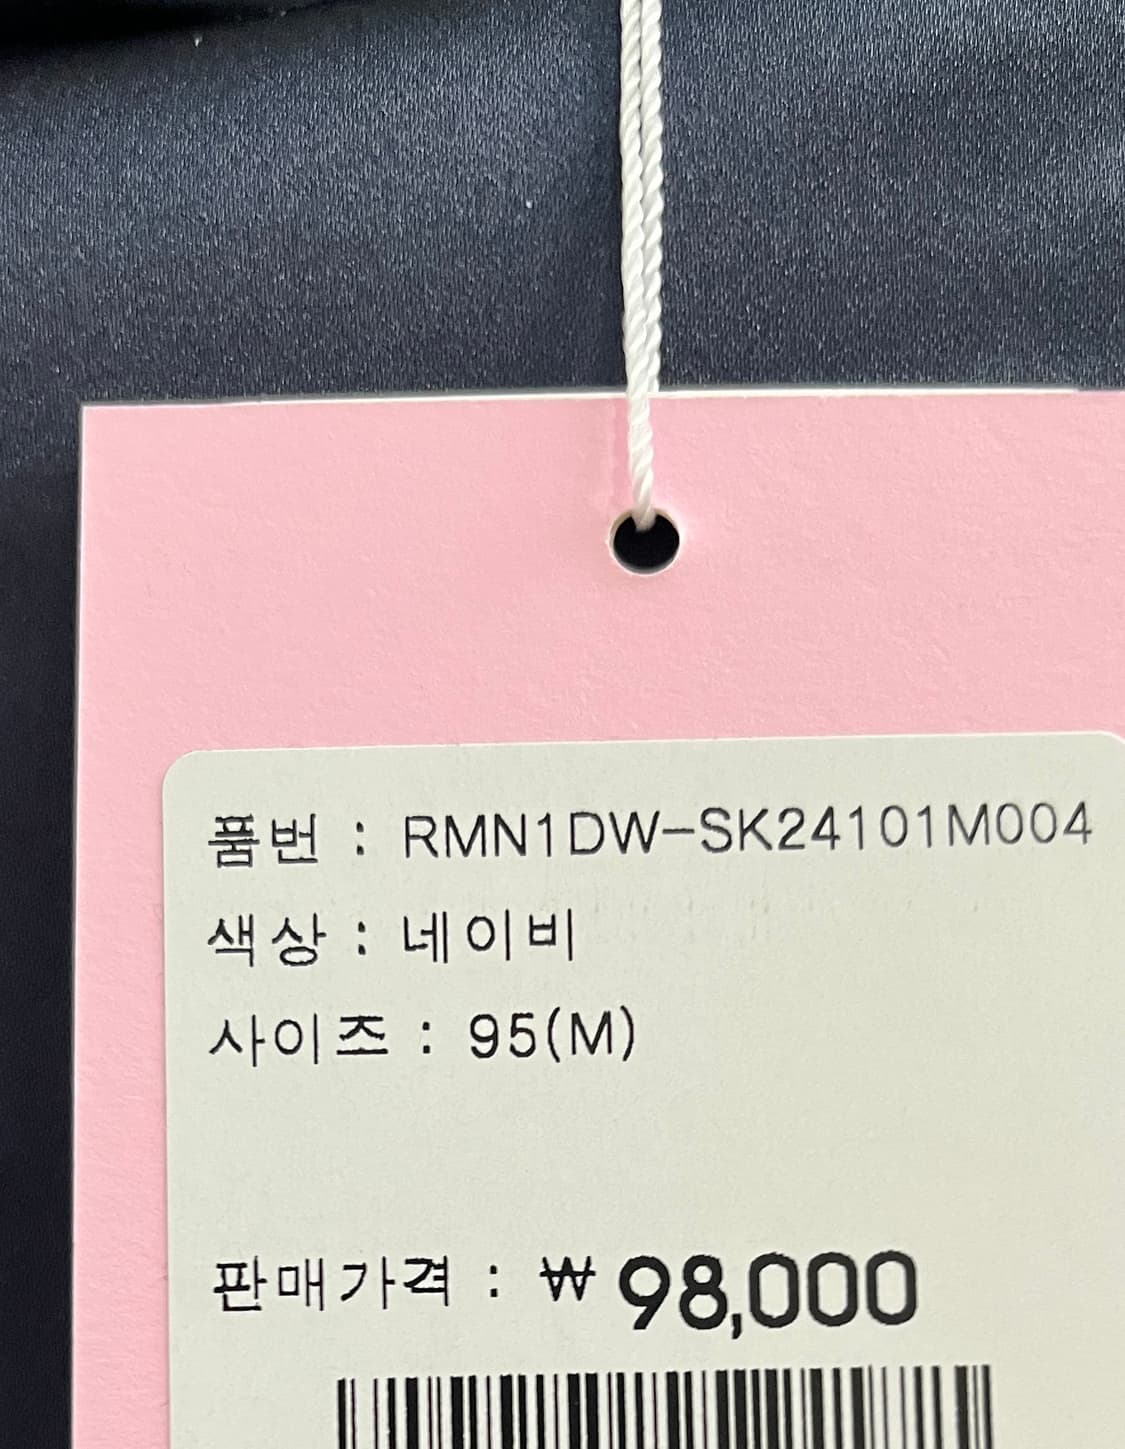 품번 : RMN1DW-SK24101M004
색상 : 네이비
사이즈 : 95(M)
판매가격 : ₩98,000